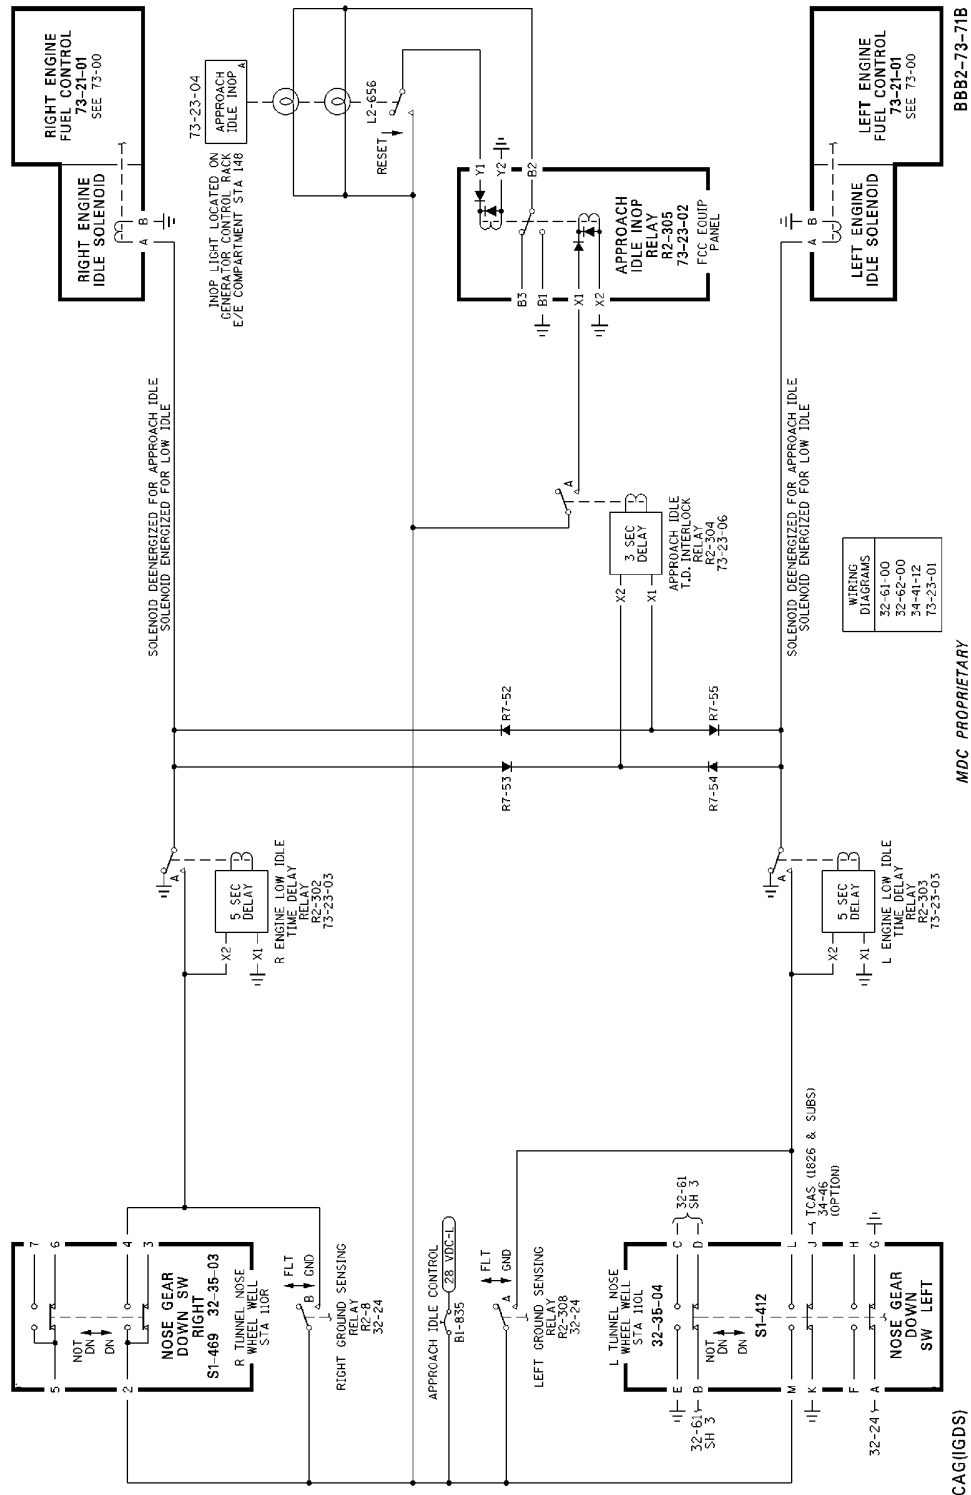 NOSE GEAR
DOWN SW
RIGHT
S1-469 32-35-03
NOT
DN
DN
5
2
7
6
4
3
R TUNNEL NOSE
WHEEL WELL
STA 110R
FLT
GND
B
RIGHT GROUND SENSING
RELAY
R2-8
32-24
APPROACH IDLE CONTROL
B1-835
28 VDC-L
FLT
GND
A
LEFT GROUND SENSING
RELAY
R2-308
32-24
L TUNNEL NOSE
WHEEL WELL
STA 110L
32-35-04
NOT
DN
DN
S1-412
NOSE GEAR
DOWN
SW LEFT
E
B
M
K
F
A
C
D
L
J
H
G
32-61
SH 3
32-61
SH 3
32-24
TCAS (1826 & SUBS)
34-46
(OPTION)
A
5 SEC
DELAY
X2
X1
R ENGINE LOW IDLE
TIME DELAY
RELAY
R2-302
73-23-03
A
5 SEC
DELAY
X2
X1
L ENGINE LOW IDLE
TIME DELAY
RELAY
R2-303
73-23-03
R7-53
R7-52
R7-54
R7-55
SOLENOID DEENERGIZED FOR APPROACH IDLE
SOLENOID ENERGIZED FOR LOW IDLE
A
3 SEC
DELAY
X2
X1
APPROACH IDLE
T.D. INTERLOCK
RELAY
R2-304
73-23-06
SOLENOID DEENERGIZED FOR APPROACH IDLE
SOLENOID ENERGIZED FOR LOW IDLE
WIRING
DIAGRAMS
32-61-00
32-62-00
34-41-12
73-23-01
RIGHT ENGINE
FUEL CONTROL
73-21-01
SEE 73-00
RIGHT ENGINE
IDLE SOLENOID
A
B
73-23-04
APPROACH
IDLE INOP
A
INOP LIGHT LOCATED ON
GENERATOR CONTROL RACK
E/E COMPARTMENT STA 148
L2-656
RESET
Y1
Y2
B2
B3
B1
X1
X2
APPROACH
IDLE INOP
RELAY
R2-305
73-23-02
FCC EQUIP
PANEL
LEFT ENGINE
FUEL CONTROL
73-21-01
SEE 73-00
LEFT ENGINE
IDLE SOLENOID
A
B
CAG(IGDS)
MDC PROPRIETARY
BBB2-73-71B